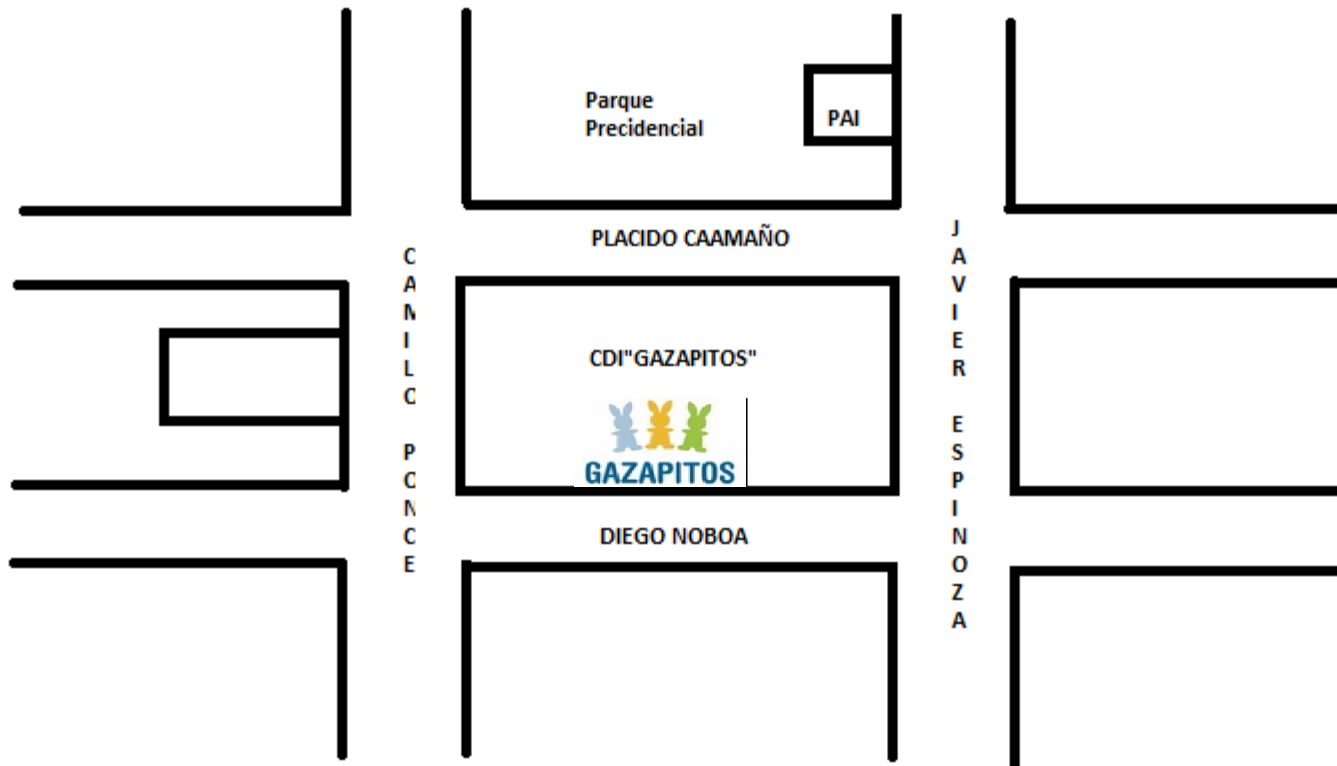 Parque
Precidencial
PAI
PLACIDO CAAMAÑO
CAMILO PONCE
JAVIER ESPINOZA
CDI"GAZAPITOS"
GAZAPITOS
DIEGO NOBOA